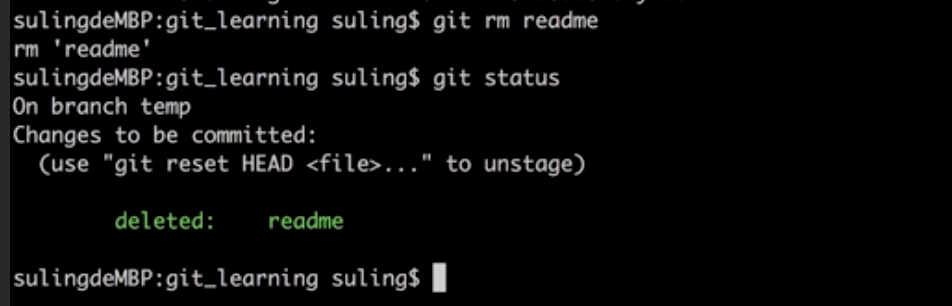 sulingdeMBP:git_learning suling$ git rm readme
rm 'readme'
sulingdeMBP:git_learning suling$ git status
On branch temp
Changes to be committed:
  (use "git reset HEAD <file>..." to unstage)

        deleted:    readme

sulingdeMBP:git_learning suling$